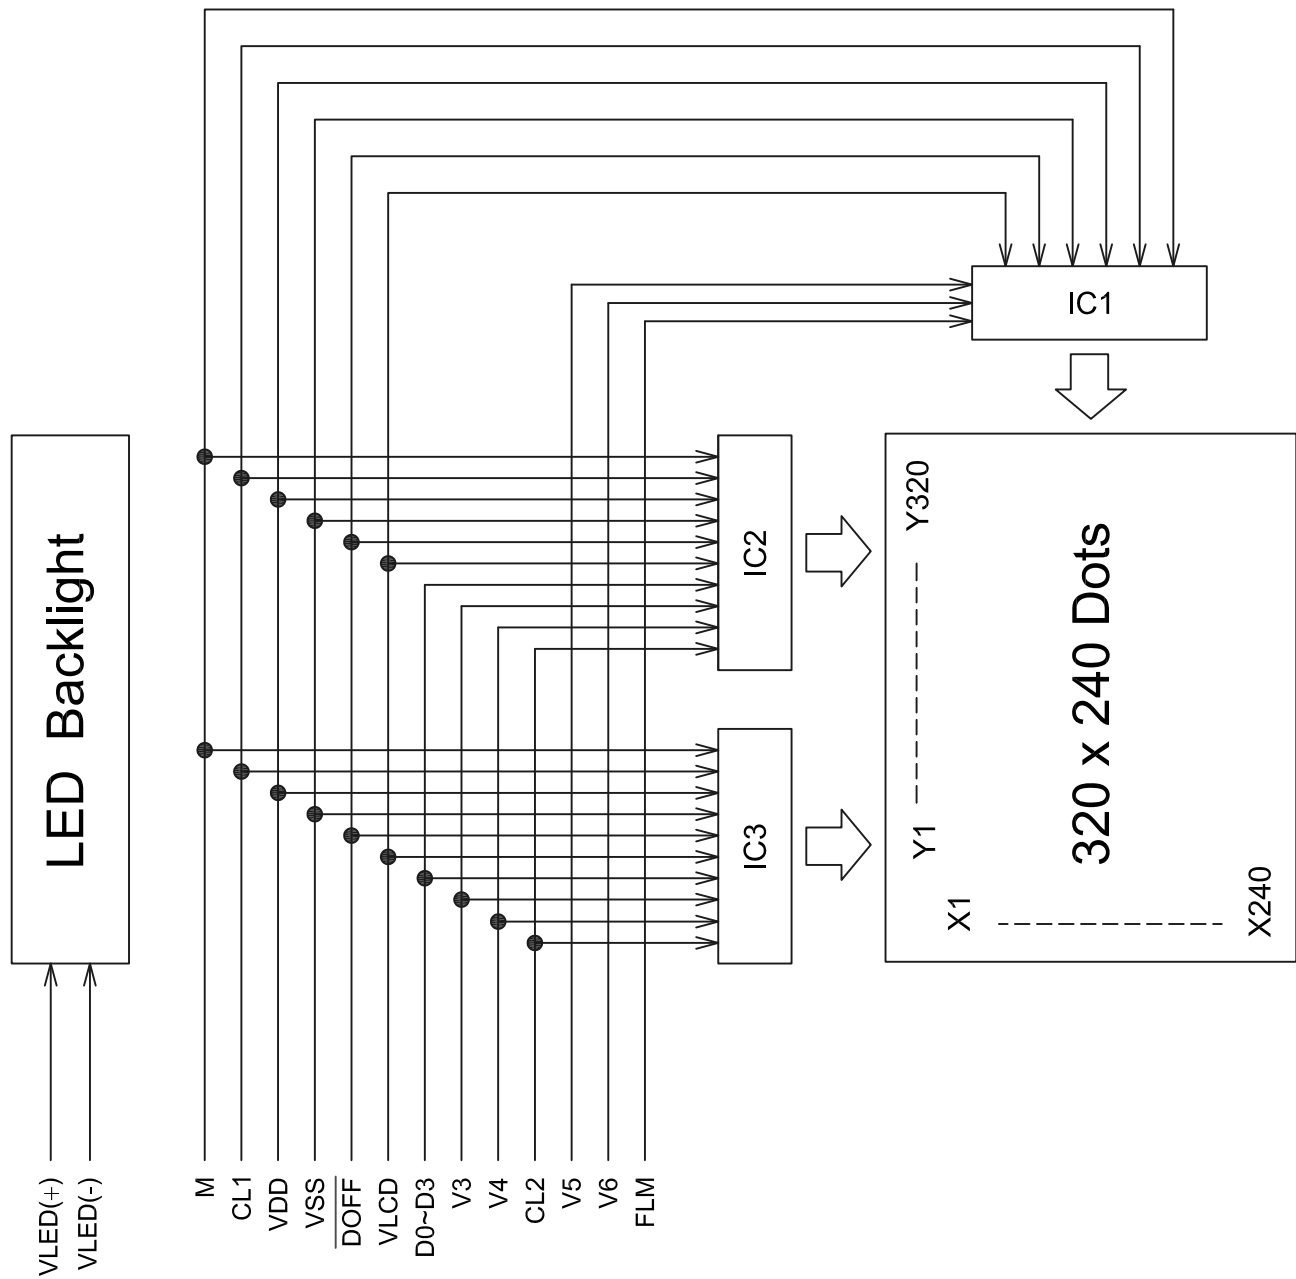 LED Backlight
VLED(+)
VLED(-)
M
CL1
VDD
VSS
DOFF
VLCD
D0~D3
V3
V4
CL2
V5
V6
FLM
IC1
IC2
IC3
Y320
Y1
X1
X240
320 x 240 Dots